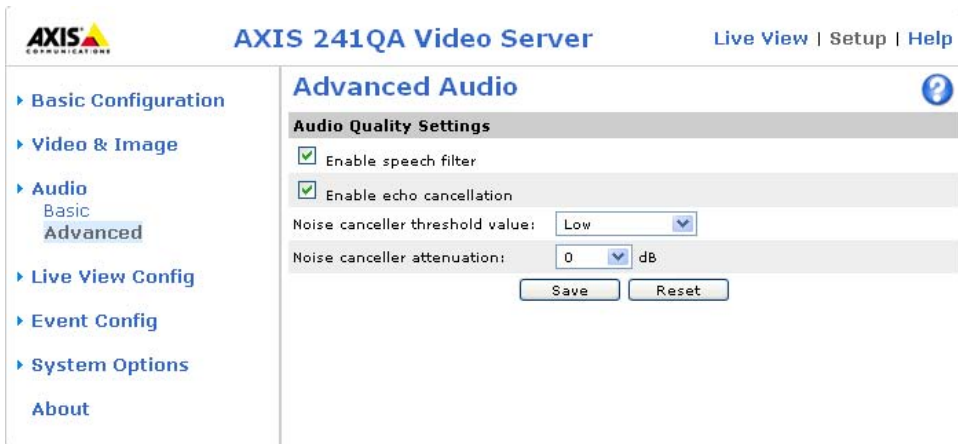 AXIS
COMMUNICATIONS
AXIS 241QA Video Server
Live View | Setup | Help
Basic Configuration
Video & Image
Audio
Basic
Advanced
Live View Config
Event Config
System Options
About
Advanced Audio
?
Audio Quality Settings
Enable speech filter
Enable echo cancellation
Noise canceller threshold value: Low
Noise canceller attenuation: 0 dB
Save Reset